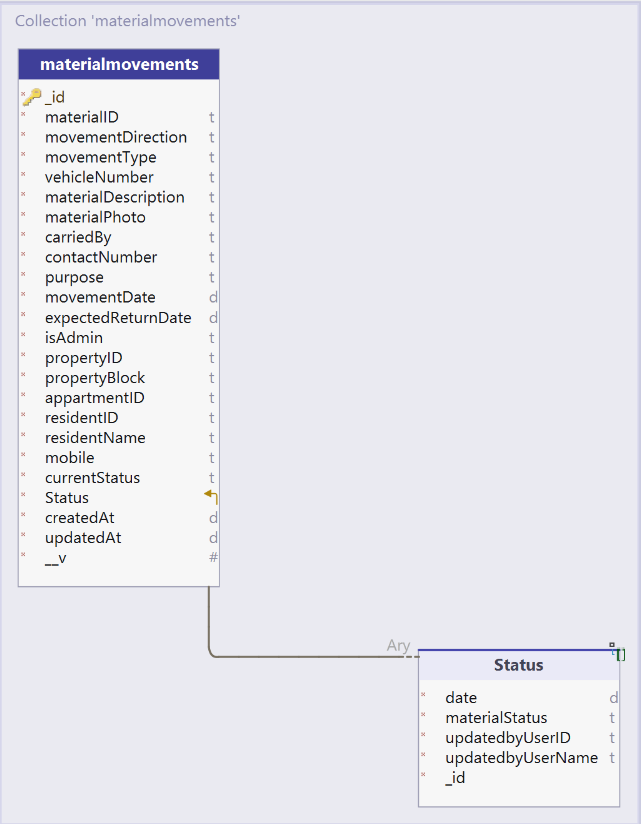 Collection 'materialmovements'
materialmovements
* _id
* materialID t
* movementDirection t
* movementType t
* vehicleNumber t
* materialDescription t
* materialPhoto t
* carriedBy t
* contactNumber t
* purpose t
* movementDate d
* expectedReturnDate d
* isAdmin t
* propertyID t
* propertyBlock t
* appartmentID t
* residentID t
* residentName t
* mobile t
* currentStatus t
* Status
* createdAt d
* updatedAt d
* __v #
Ary
Status
* date d
* materialStatus t
* updatedbyUserID t
* updatedbyUserName t
* _id